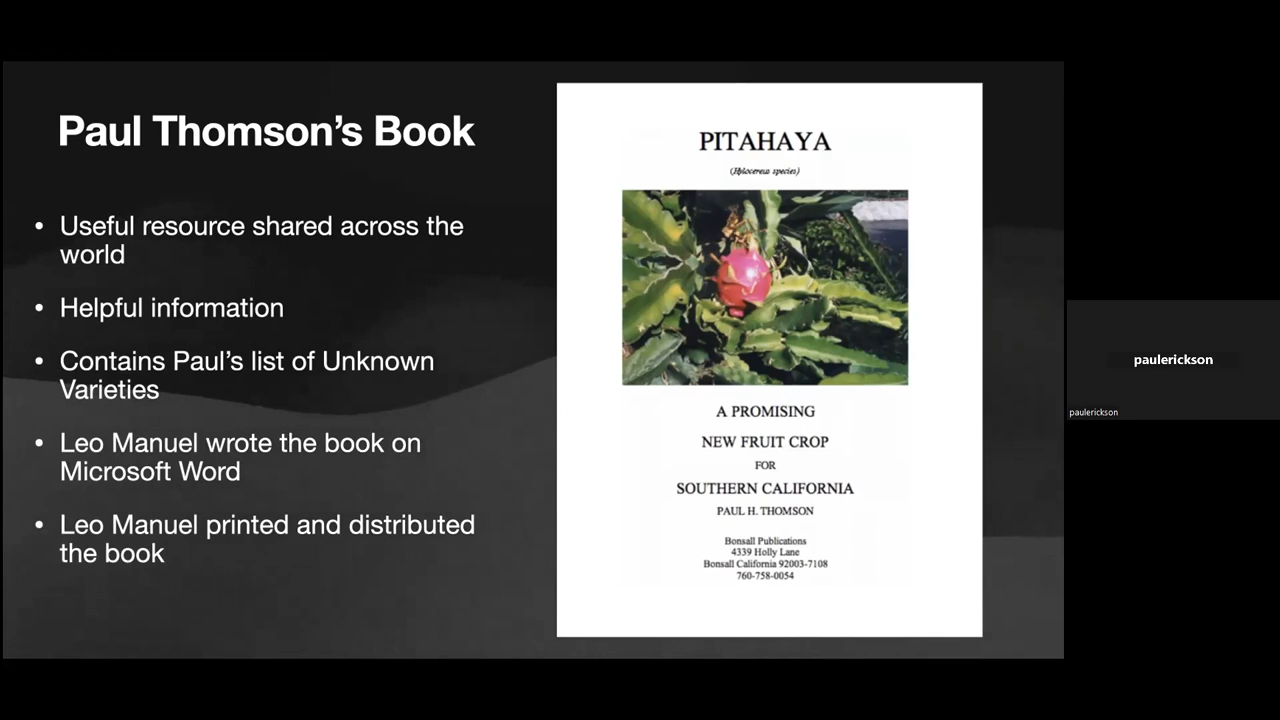 Paul Thomson's Book
• Useful resource shared across the
world
• Helpful information
• Contains Paul's list of Unknown
Varieties
• Leo Manuel wrote the book on
Microsoft Word
• Leo Manuel printed and distributed
the book
PITAHAYA
(Hylocereus species)
A PROMISING
NEW FRUIT CROP
FOR
SOUTHERN CALIFORNIA
PAUL H. THOMSON
Bonsall Publications
4339 Holly Lane
Bonsall California 92003-7108
760-758-0054
paulerickson
paulerickson